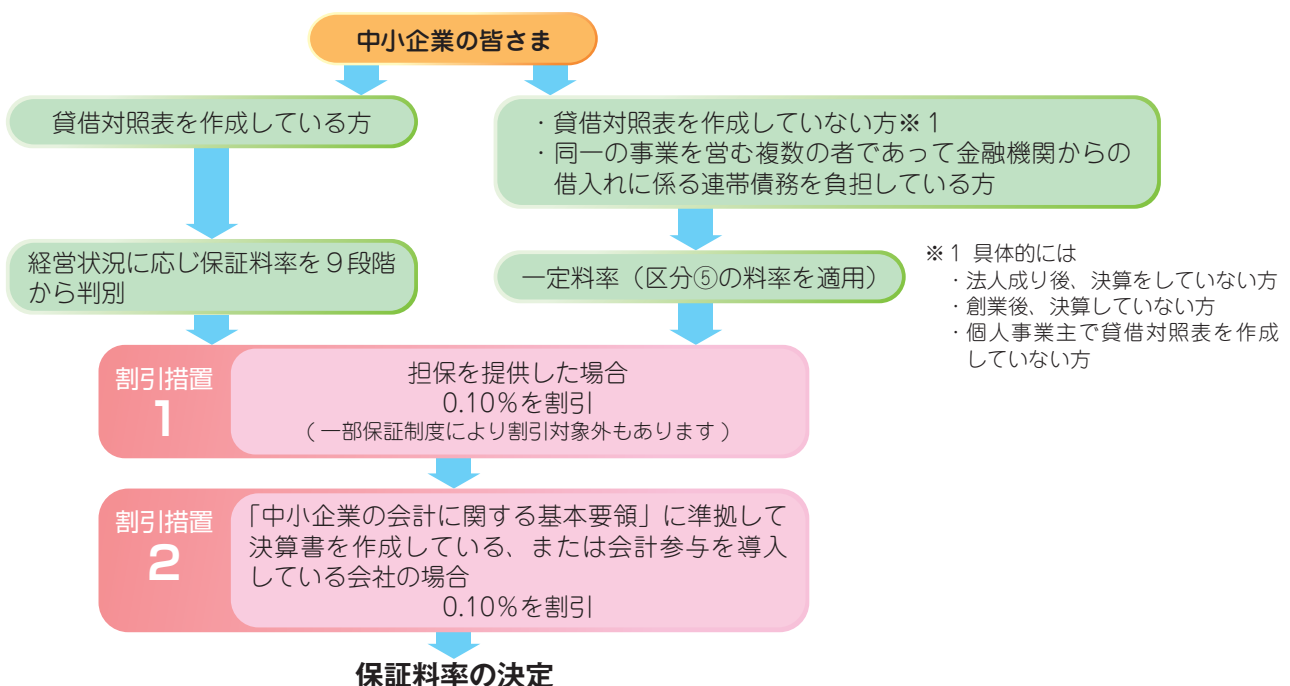 中小企業の皆さま
貸借対照表を作成している方
・貸借対照表を作成していない方※1
・同一の事業を営む複数の者であって金融機関からの
借入れに係る連帯債務を負担している方
経営状況に応じ保証料率を9段階
から判別
一定料率（区分⑤の料率を適用）
※1 具体的には
・法人成り後、決算をしていない方
・創業後、決算していない方
・個人事業主で貸借対照表を作成
していない方
割引措置
1
担保を提供した場合
0.10%を割引
（一部保証制度により割引対象外もあります）
割引措置
2
「中小企業の会計に関する基本要領」に準拠して
決算書を作成している、または会計参与を導入
している会社の場合
0.10%を割引
保証料率の決定